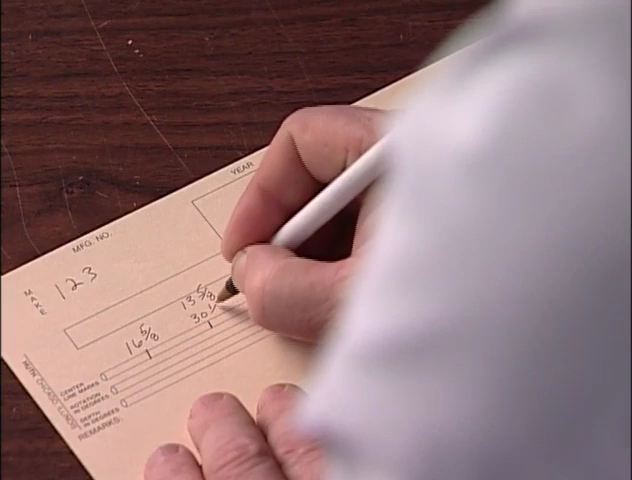 YEAR
MFG. NO.
MAKE 123
13 5/8
16 5/8 30
CENTER LINE MARKS
ROTATION IN DEGREES
DEPTH IN DEGREES
REMARKS: